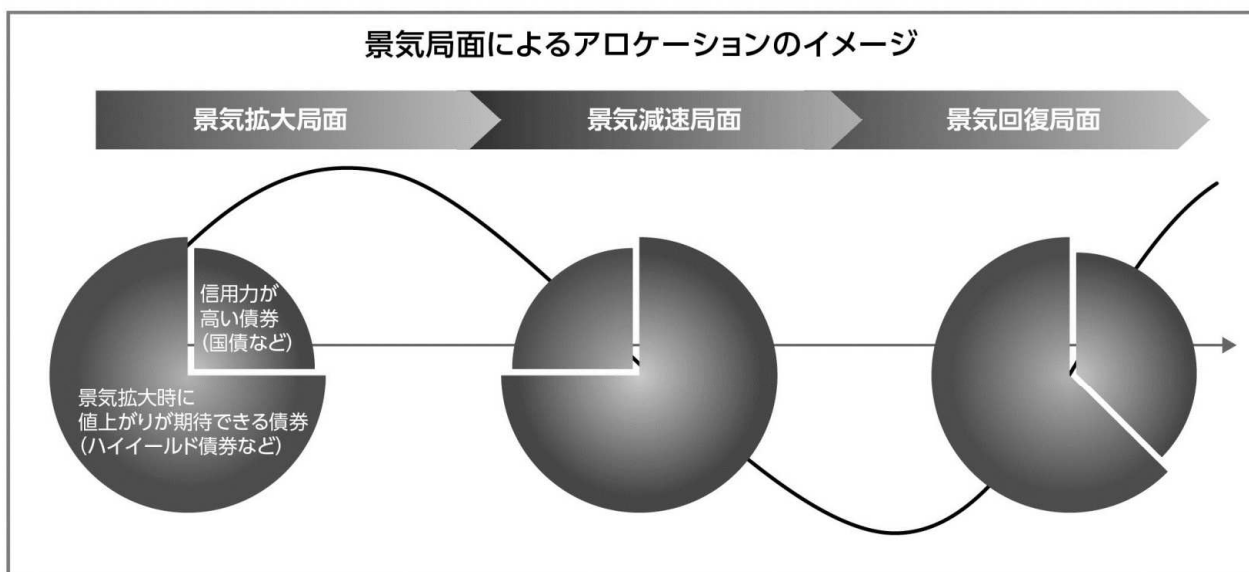 景気局面によるアロケーションのイメージ
景気拡大局面
景気減速局面
景気回復局面
信用力が
高い債券
(国債など)
景気拡大時に
値上がりが期待できる債券
(ハイイールド債券など)